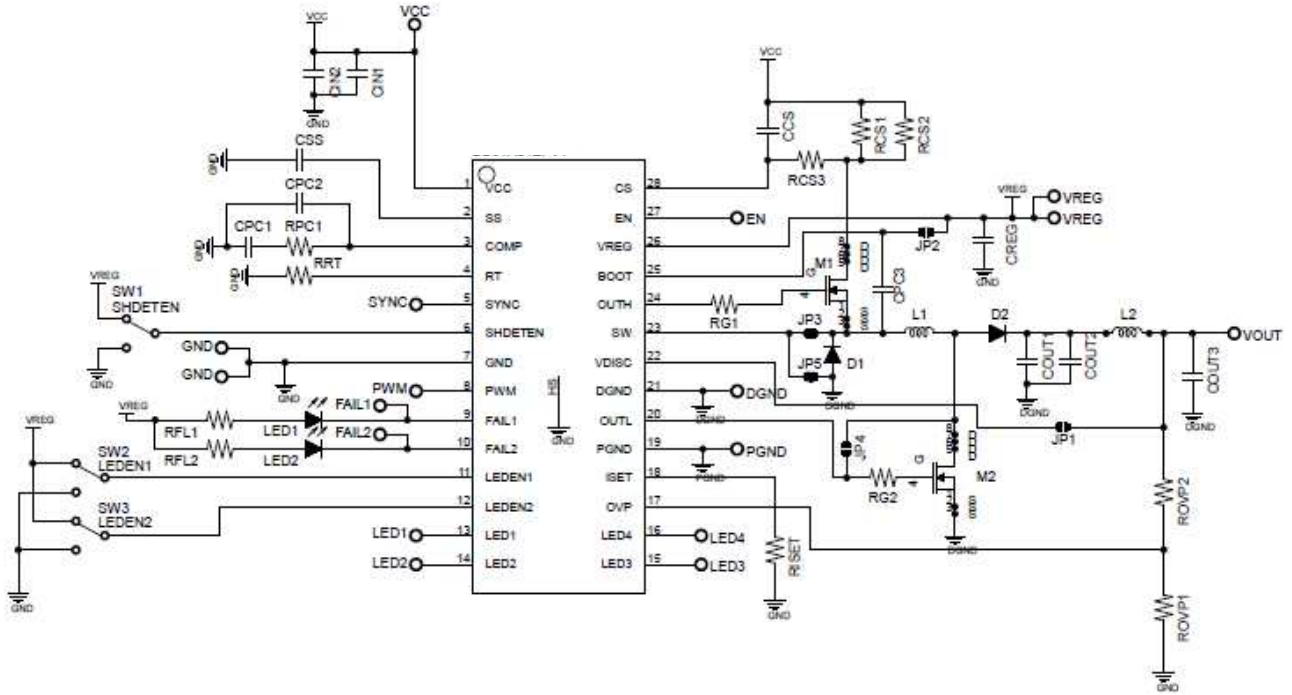 VCC
VCC
CIN2
CIN1
GND
CSS
GND
CPC2
CPC1
RPC1
GND
RRT
GND
VREG
SW1
SHDETEN
GND
SYNC
GND
GND
GND
PWM
VREG
FAIL1
RFL1
LED1
FAIL2
RFL2
LED2
VREG
SW2
LEDEN1
SW3
LEDEN2
GND
LED1
LED2
1 VCC CS 28
2 SS EN 27
3 COMP VREG 26
4 RT BOOT 25
5 SYNC OUTH 24
6 SHDETEN SW 23
7 GND VDISC 22
8 PWM DGND 21
9 FAIL1 OUTL 20
10 FAIL2 PGND 19
11 LEDEN1 ISET 18
12 LEDEN2 OVP 17
13 LED1 LED4 16
14 LED2 LED3 15
HS
GND
VCC
CCS
RCS1
RCS2
RCS3
EN
VREG
VREG
VREG
JP2
CREG
GND
M1
G
4
D
D
D
RG1
CPC3
JP3
JP5
D1
DGND
L1
D2
COUT1
COUT2
DGND
L2
VOUT
COUT3
DGND
DGND
DGND
PGND
PGND
JP1
JP4
RG2
G
4
D
D
D
M2
S
S
S
DGND
LED4
LED3
RISET
GND
ROVP2
ROVP1
GND